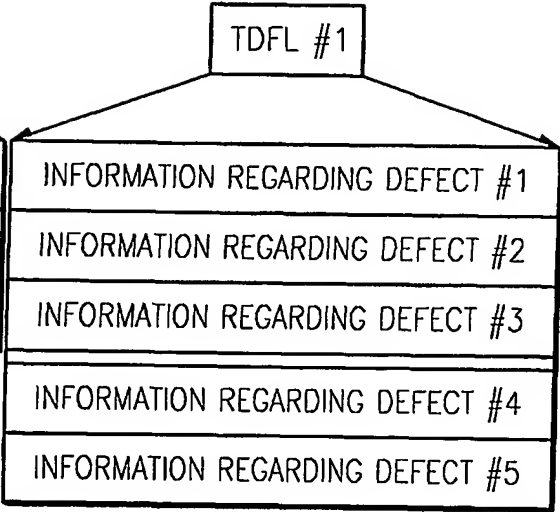 TDFL #1
INFORMATION REGARDING DEFECT #1
INFORMATION REGARDING DEFECT #2
INFORMATION REGARDING DEFECT #3
INFORMATION REGARDING DEFECT #4
INFORMATION REGARDING DEFECT #5